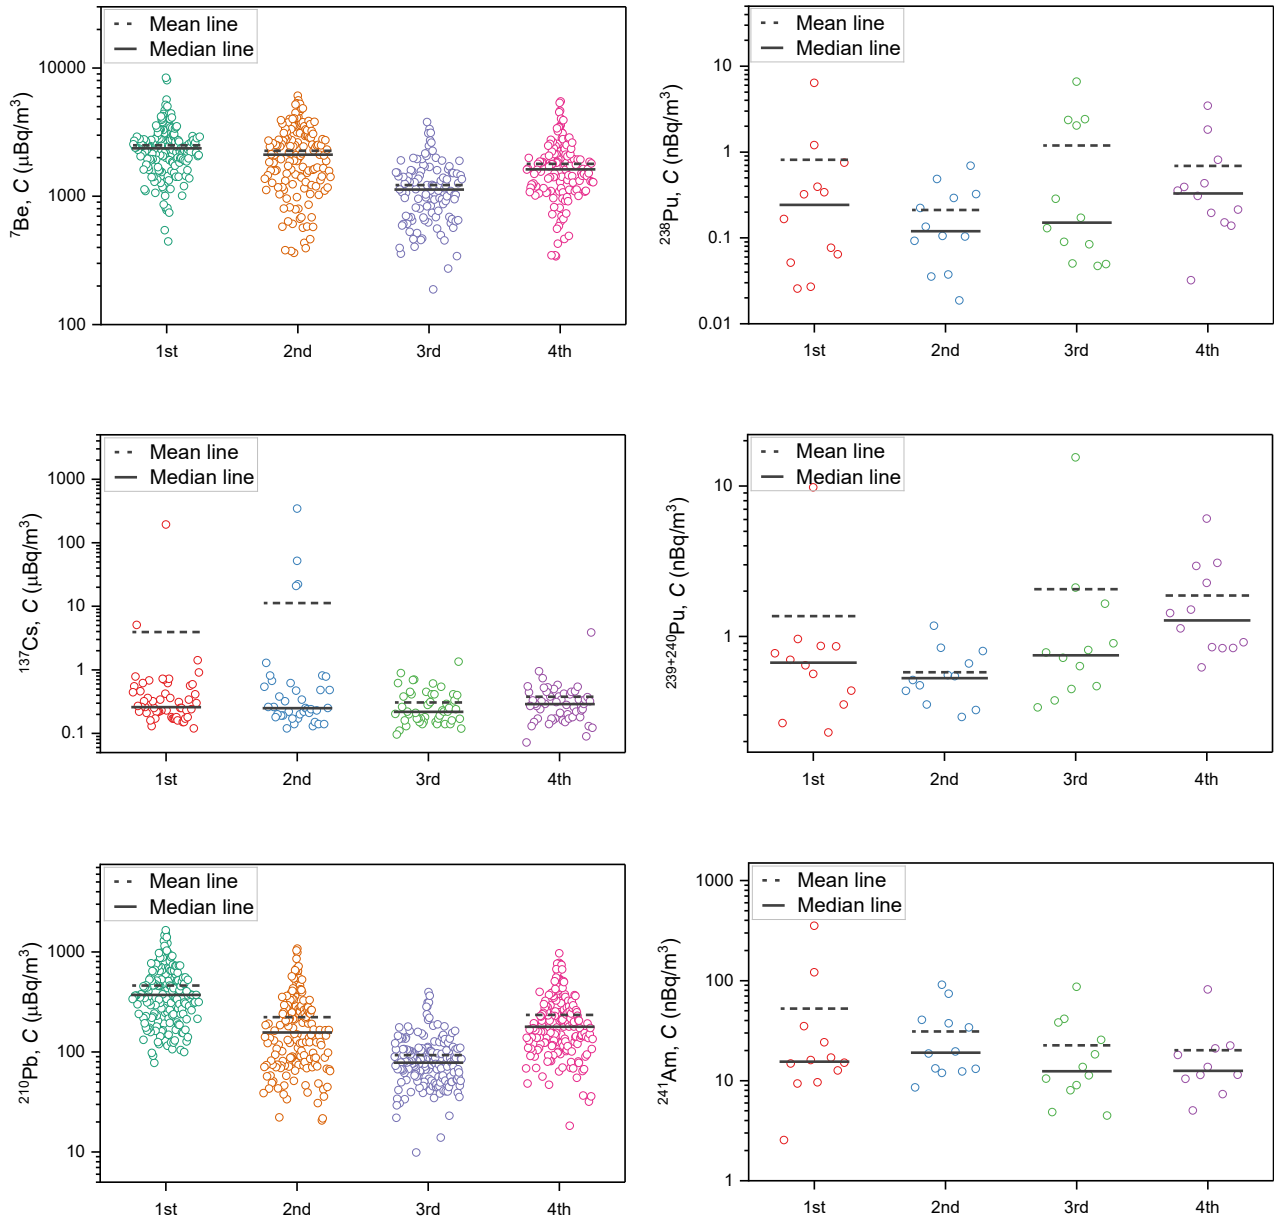 Mean line
Median line
10000
1000
100
⁷Be, C (μBq/m³)
1st 2nd 3rd 4th
Mean line
Median line
10
1
0.1
0.01
²³⁸Pu, C (nBq/m³)
1st 2nd 3rd 4th
Mean line
Median line
1000
100
10
1
0.1
¹³⁷Cs, C (μBq/m³)
1st 2nd 3rd 4th
Mean line
Median line
10
1
²³⁹⁺²⁴⁰Pu, C (nBq/m³)
1st 2nd 3rd 4th
Mean line
Median line
1000
100
10
²¹⁰Pb, C (μBq/m³)
1st 2nd 3rd 4th
Mean line
Median line
1000
100
10
1
²⁴¹Am, C (nBq/m³)
1st 2nd 3rd 4th